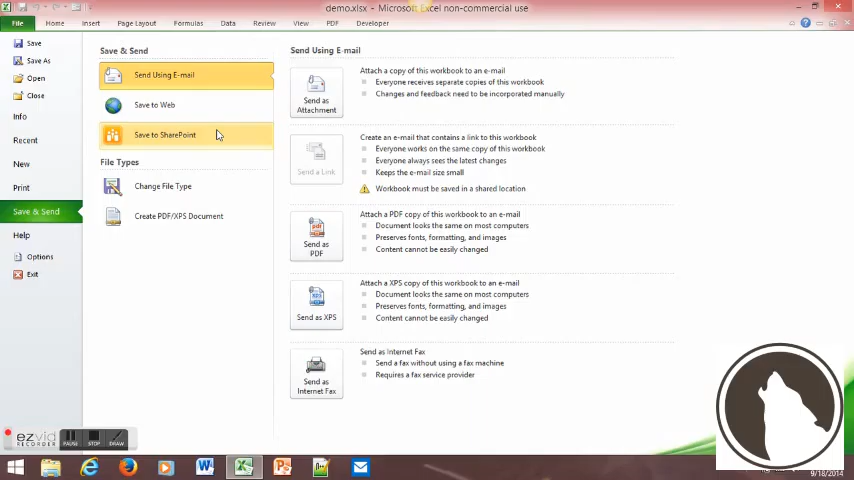 demo.xlsx - Microsoft Excel non-commercial use
File Home Insert Page Layout Formulas Data Review View PDF Developer
Save
Save As
Open
Close
Info
Recent
New
Print
Save & Send
Help
Options
Exit
Save & Send
Send Using E-mail
Save to Web
Save to SharePoint
File Types
Change File Type
Create PDF/XPS Document
Send Using E-mail
Send as
Attachment
Attach a copy of this workbook to an e-mail
Everyone receives separate copies of this workbook
Changes and feedback need to be incorporated manually
Send a Link
Create an e-mail that contains a link to this workbook
Everyone works on the same copy of this workbook
Everyone always sees the latest changes
Keeps the e-mail size small
Workbook must be saved in a shared location
pdf
Send as
PDF
Attach a PDF copy of this workbook to an e-mail
Document looks the same on most computers
Preserves fonts, formatting, and images
Content cannot be easily changed
XPS
Send as XPS
Attach a XPS copy of this workbook to an e-mail
Document looks the same on most computers
Preserves fonts, formatting, and images
Content cannot be easily changed
Send as
Internet Fax
Send as Internet Fax
Send a fax without using a fax machine
Requires a fax service provider
ezvid
RECORDER
PAUSE STOP DRAW
9/18/2014